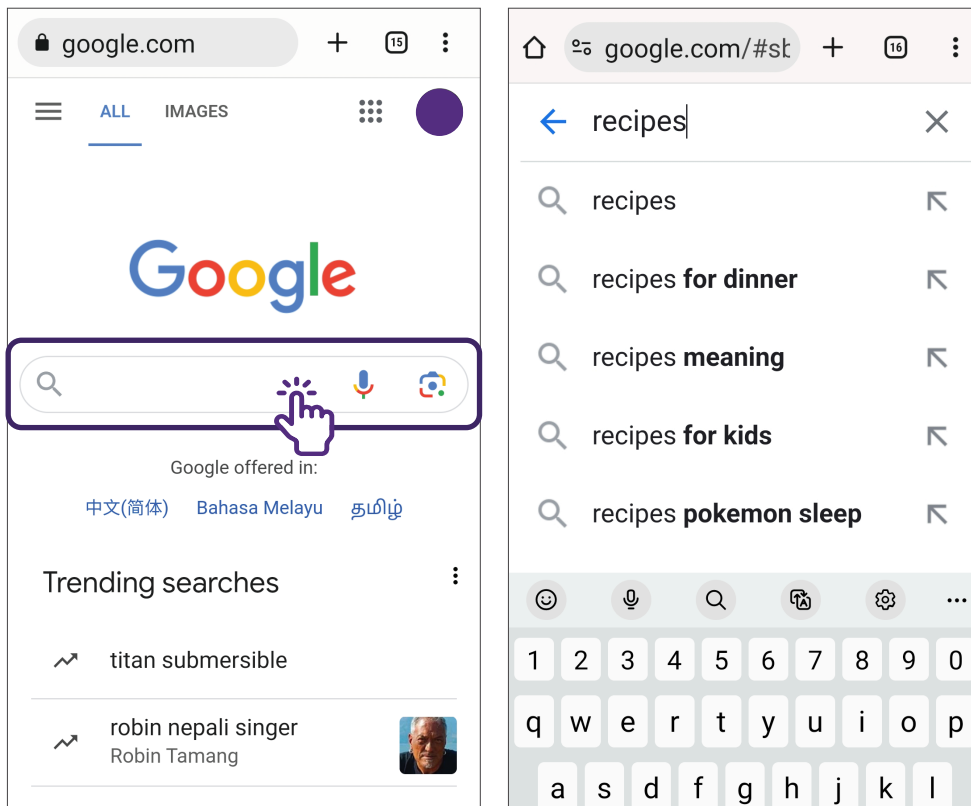 google.com
15
ALL IMAGES
Google
Google offered in:
中文(简体) Bahasa Melayu தமிழ்
Trending searches
titan submersible
robin nepali singer
Robin Tamang
google.com/#sb
16
recipes
recipes
recipes for dinner
recipes meaning
recipes for kids
recipes pokemon sleep
1 2 3 4 5 6 7 8 9 0
q w e r t y u i o p
a s d f g h j k l